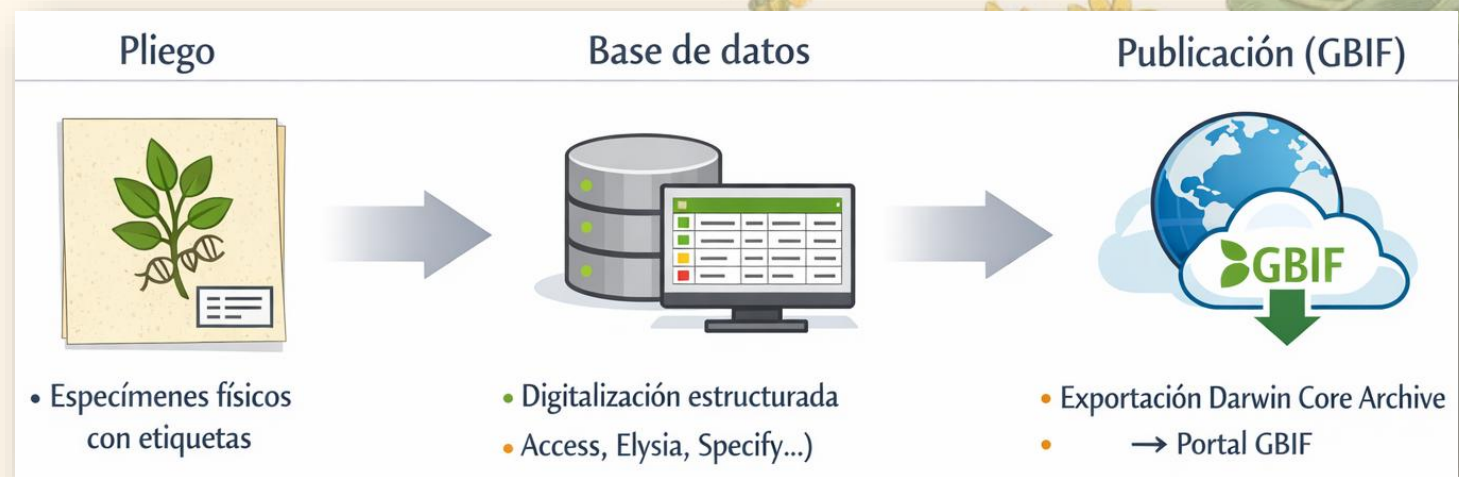 Pliego
Base de datos
Publicación (GBIF)
GBIF
• Especímenes físicos
con etiquetas
• Digitalización estructurada
• Access, Elysia, Specify...)
• Exportación Darwin Core Archive
• → Portal GBIF